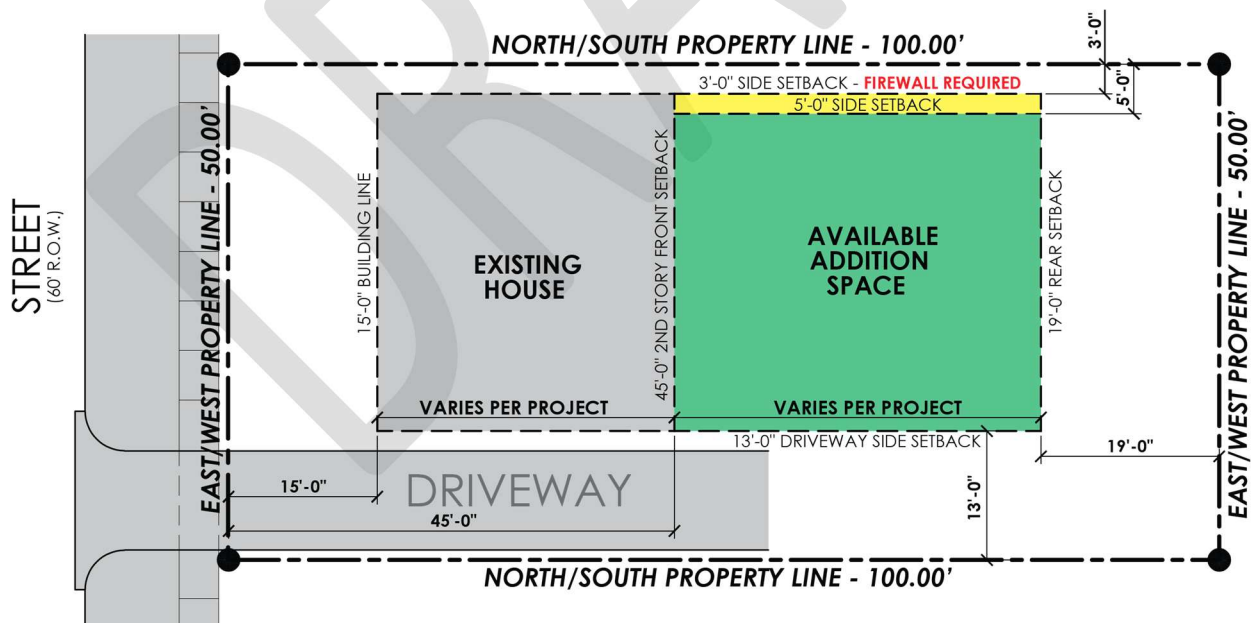 NORTH/SOUTH PROPERTY LINE - 100.00'
3'-0"
3'-0" SIDE SETBACK - FIREWALL REQUIRED
5'-0" SIDE SETBACK
5'-0"
STREET
(60' R.O.W.)
EAST/WEST PROPERTY LINE - 50.00'
15'-0" BUILDING LINE
EXISTING
HOUSE
45'-0" 2ND STORY FRONT SETBACK
AVAILABLE
ADDITION
SPACE
19'-0" REAR SETBACK
EAST/WEST PROPERTY LINE - 50.00'
VARIES PER PROJECT
VARIES PER PROJECT
13'-0" DRIVEWAY SIDE SETBACK
19'-0"
15'-0"
DRIVEWAY
13'-0"
45'-0"
NORTH/SOUTH PROPERTY LINE - 100.00'